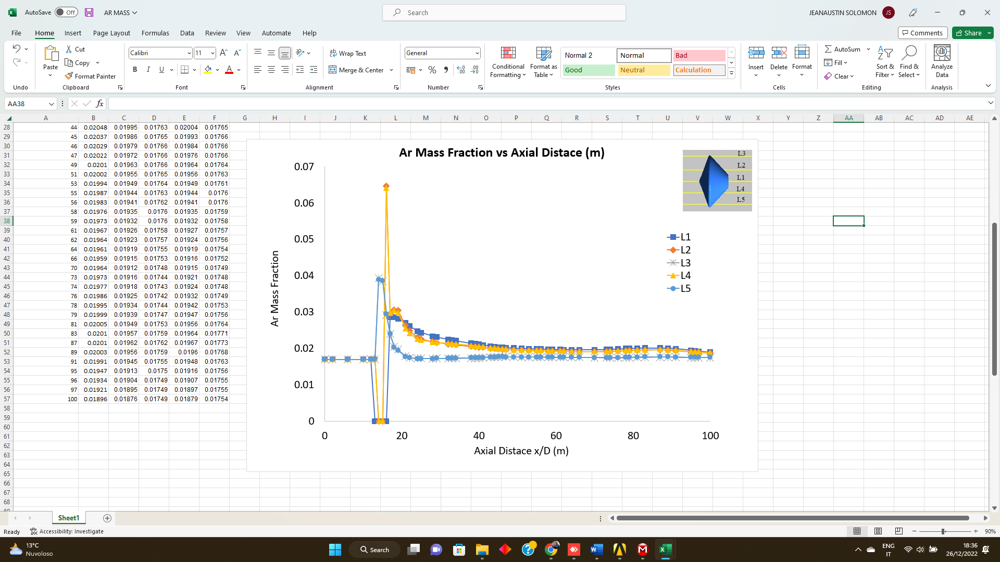 AutoSave Off AR MASS Search JEANAUSTIN SOLOMON JS
File Home Insert Page Layout Formulas Data Review View Automate Help Comments Share
Cut
Copy
Format Painter
Paste
Undo
Clipboard
Calibri 11
B I U A
Font
Wrap Text
Merge & Center
Alignment
General
Number
Conditional Formatting
Format as Table
Normal 2 Normal Bad
Good Neutral Calculation
Styles
Insert Delete Format
Cells
AutoSum
Fill
Clear
Sort & Filter
Find & Select
Editing
Analyze Data
Analysis
AA38 fx
A B C D E F G H I J K L M N O P Q R S T U V W X Y Z AA AB AC AD AE
28 44 0.02048 0.01995 0.01763 0.02004 0.01765
29 45 0.02037 0.01986 0.01765 0.01993 0.01766
30 46 0.02029 0.01979 0.01766 0.01984 0.01766
31 47 0.02022 0.01972 0.01766 0.01976 0.01766
32 49 0.0201 0.01963 0.01766 0.01964 0.01764
33 51 0.02002 0.01955 0.01765 0.01956 0.01763
34 53 0.01994 0.01949 0.01764 0.01949 0.01761
35 55 0.01987 0.01944 0.01763 0.01944 0.0176
36 56 0.01983 0.01941 0.01762 0.01941 0.0176
37 58 0.01976 0.01935 0.0176 0.01935 0.01759
38 59 0.01973 0.01932 0.0176 0.01932 0.01758
39 61 0.01967 0.01926 0.01758 0.01927 0.01757
40 62 0.01964 0.01923 0.01757 0.01924 0.01756
41 64 0.01961 0.01919 0.01755 0.01919 0.01754
42 66 0.01959 0.01915 0.01753 0.01916 0.01752
43 70 0.01964 0.01912 0.01748 0.01915 0.01749
44 73 0.01973 0.01916 0.01744 0.01921 0.01748
45 74 0.01977 0.01918 0.01743 0.01924 0.01748
46 76 0.01986 0.01925 0.01742 0.01932 0.01749
47 78 0.01995 0.01934 0.01744 0.01942 0.01753
48 79 0.01999 0.01939 0.01747 0.01947 0.01756
49 81 0.02005 0.01949 0.01753 0.01956 0.01764
50 83 0.0201 0.01957 0.01759 0.01964 0.01771
51 87 0.0201 0.01962 0.01762 0.01967 0.01773
52 89 0.02003 0.01956 0.01759 0.0196 0.01768
53 91 0.01991 0.01945 0.01755 0.01948 0.01763
54 95 0.01947 0.01913 0.0175 0.01916 0.01756
55 96 0.01934 0.01904 0.01749 0.01907 0.01755
56 97 0.01921 0.01895 0.01749 0.01897 0.01755
57 100 0.01896 0.01876 0.01749 0.01879 0.01754
58
59
60
61
62
63
64
65
66
67
68
Ar Mass Fraction vs Axial Distace (m)
L3
L2
L1
L4
L5
0.07
0.06
0.05
0.04
0.03
0.02
0.01
0
Ar Mass Fraction
L1
L2
L3
L4
L5
0 20 40 60 80 100
Axial Distace x/D (m)
Sheet1
Ready Accessibility: Investigate 90%
13°C
Nuvoloso
Search
ENG
IT
18:36
26/12/2022